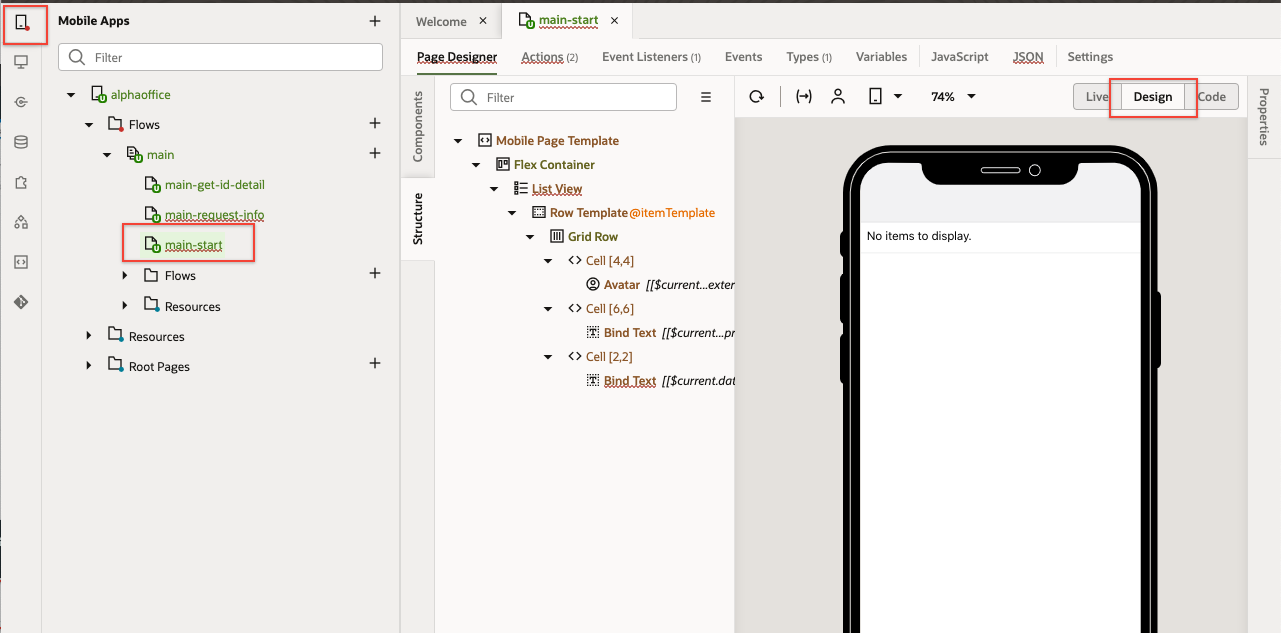 Mobile Apps
Filter
alphaoffice
Flows
main
main-get-id-detail
main-request-info
main-start
Flows
Resources
Resources
Root Pages
Welcome
main-start
Page Designer
Actions (2)
Event Listeners (1)
Events
Types (1)
Variables
JavaScript
JSON
Settings
Components
Structure
Filter
Mobile Page Template
Flex Container
List View
Row Template@itemTemplate
Grid Row
Cell [4,4]
Avatar [[$current...exter
Cell [6,6]
Bind Text [[$current...pr
Cell [2,2]
Bind Text [[$current.dat
74%
Live
Design
Code
No items to display.
Properties